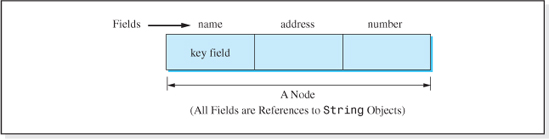 Fields name address number
key field
A Node
(All Fields are References to String Objects)